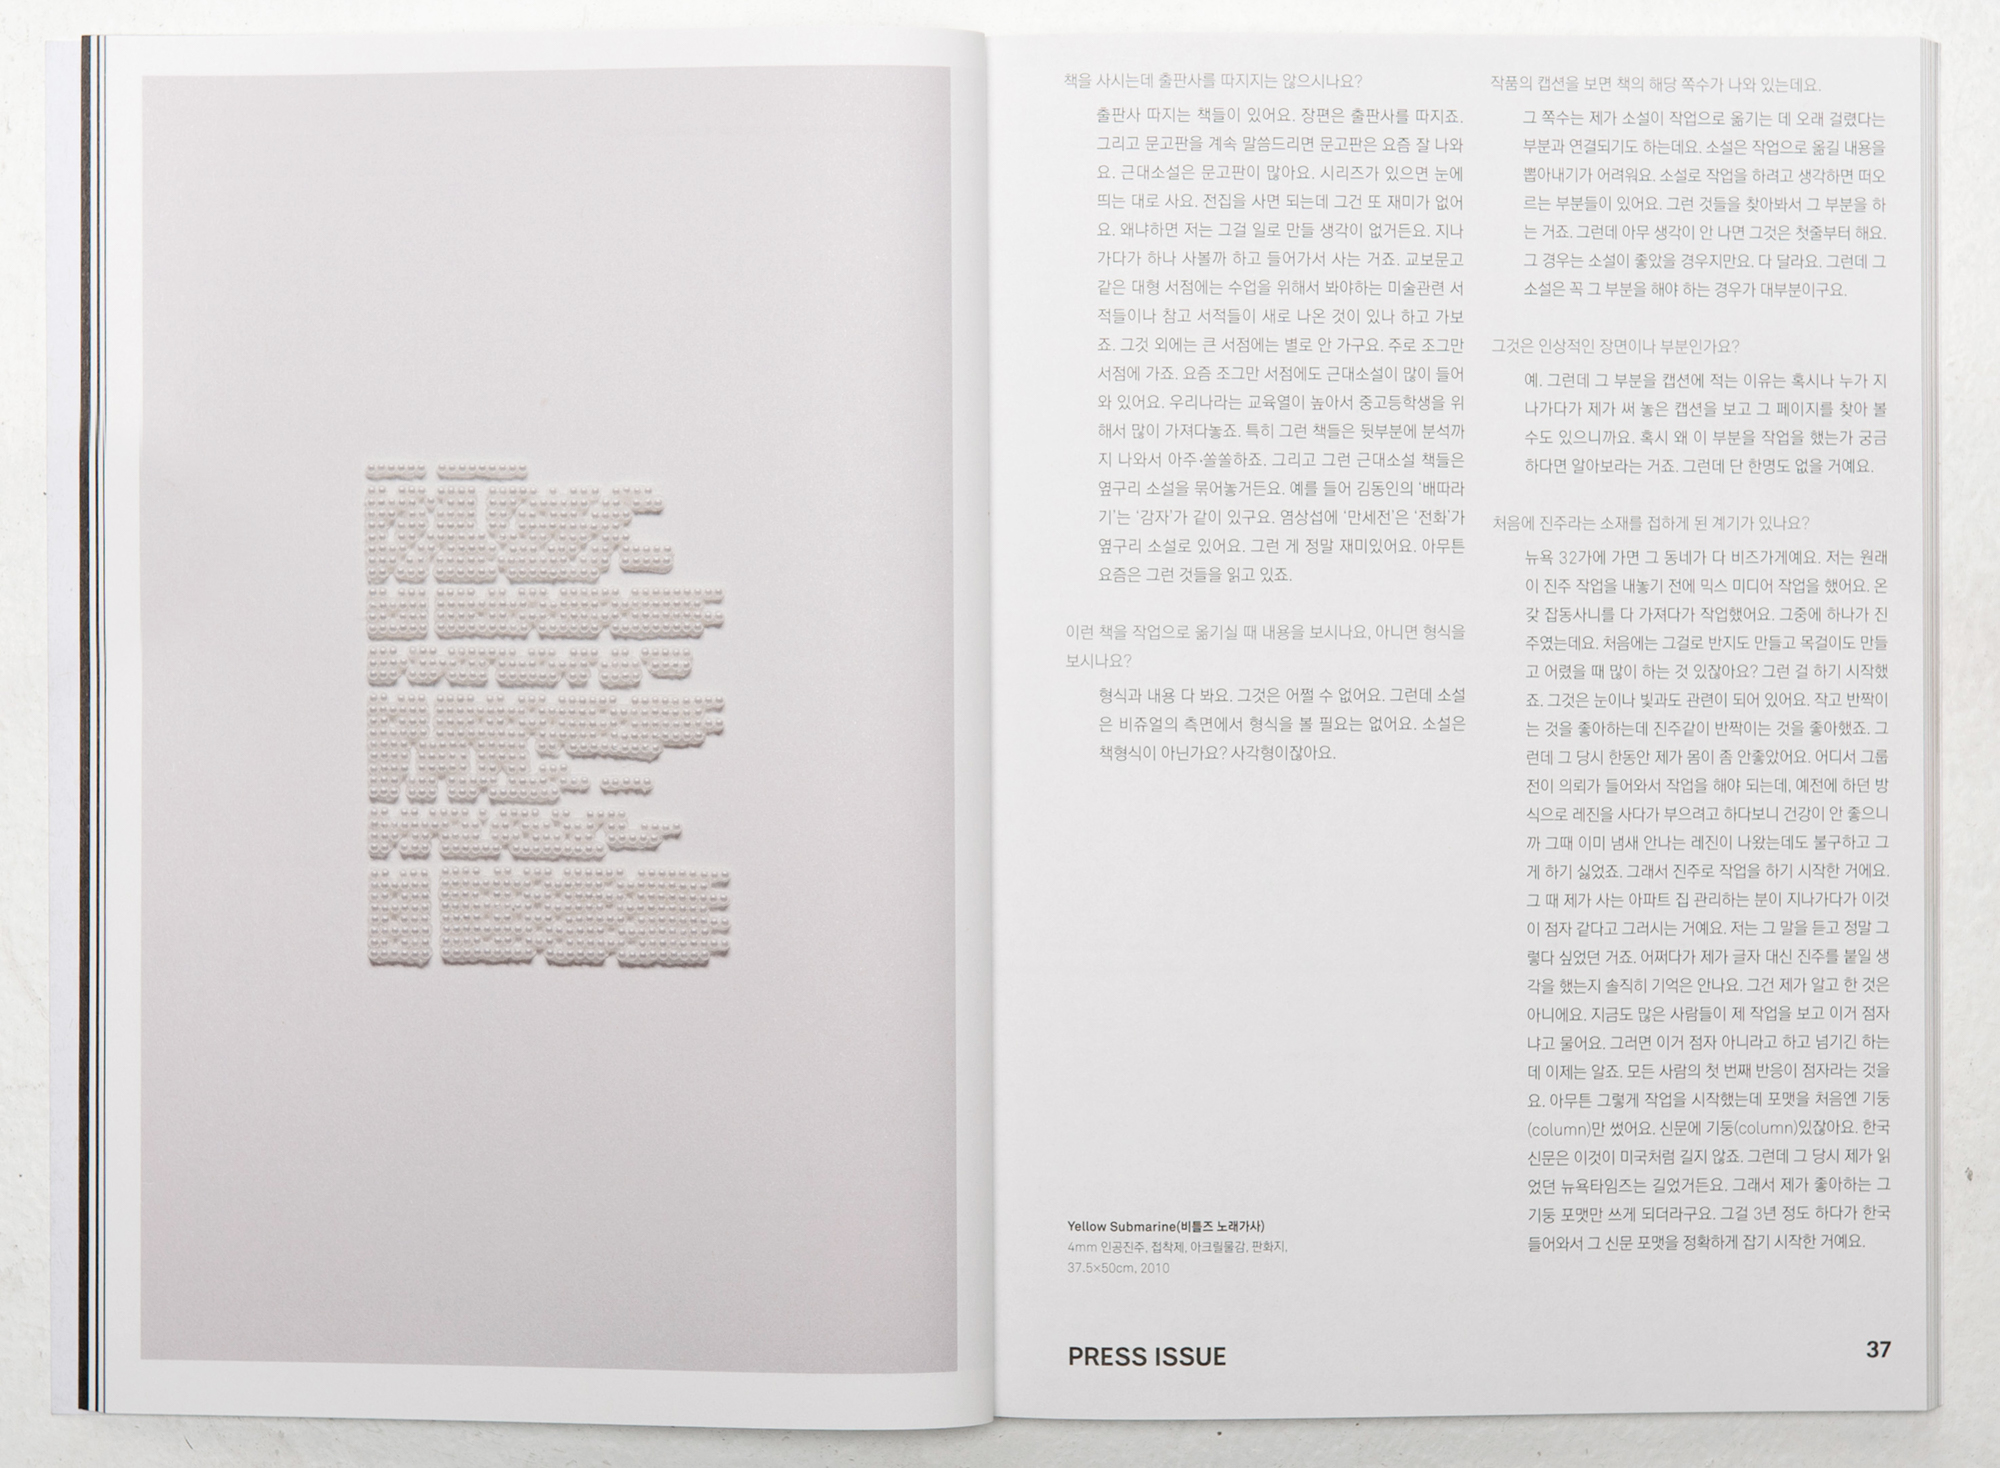 책을 사시는데 출판사를 따지지는 않으시나요?
출판사 따지는 책들이 있어요. 장편은 출판사를 따지죠.
그리고 문고판을 계속 말씀드리면 문고판은 요즘 잘 나와
요. 근대소설은 문고판이 많아요. 시리즈가 있으면 눈에
띄는 대로 사요. 전집을 사면 되는데 그건 또 재미가 없어
요. 왜냐하면 저는 그걸 일로 만들 생각이 없거든요. 지나
가다가 하나 사볼까 하고 들어가서 사는 거죠. 교보문고
같은 대형 서점에는 수업을 위해서 봐야하는 미술관련 서
적들이나 참고 서적들이 새로 나온 것이 있나 하고 가보
죠. 그것 외에는 큰 서점에는 별로 안 가구요. 주로 조그만
서점에 가죠. 요즘 조그만 서점에도 근대소설이 많이 들어
와 있어요. 우리나라는 교육열이 높아서 중고등학생을 위
해서 많이 가져다놓죠. 특히 그런 책들은 뒷부분에 분석까
지 나와서 아주·쏠쏠하죠. 그리고 그런 근대소설 책들은
옆구리 소설을 묶어놓거든요. 예를 들어 김동인의 ‘배따라
기’는 ‘감자’가 같이 있구요. 염상섭에 ‘만세전’은 ‘전화’가
옆구리 소설로 있어요. 그런 게 정말 재미있어요. 아무튼
요즘은 그런 것들을 읽고 있죠.
이런 책을 작업으로 옮기실 때 내용을 보시나요, 아니면 형식을
보시나요?
형식과 내용 다 봐요. 그것은 어쩔 수 없어요. 그런데 소설
은 비쥬얼의 측면에서 형식을 볼 필요는 없어요. 소설은
책형식이 아닌가요? 사각형이잖아요.
Yellow Submarine(비틀즈 노래가사)
4mm 인공진주, 접착제, 아크릴물감, 판화지,
37.5×50cm, 2010
작품의 캡션을 보면 책의 해당 쪽수가 나와 있는데요.
그 쪽수는 제가 소설이 작업으로 옮기는 데 오래 걸렸다는
부분과 연결되기도 하는데요. 소설은 작업으로 옮길 내용을
뽑아내기가 어려워요. 소설로 작업을 하려고 생각하면 떠오
르는 부분들이 있어요. 그런 것들을 찾아봐서 그 부분을 하
는 거죠. 그런데 아무 생각이 안 나면 그것은 첫줄부터 해요.
그 경우는 소설이 좋았을 경우지만요. 다 달라요. 그런데 그
소설은 꼭 그 부분을 해야 하는 경우가 대부분이구요.
그것은 인상적인 장면이나 부분인가요?
예. 그런데 그 부분을 캡션에 적는 이유는 혹시나 누가 지
나가다가 제가 써 놓은 캡션을 보고 그 페이지를 찾아 볼
수도 있으니까요. 혹시 왜 이 부분을 작업을 했는가 궁금
하다면 알아보라는 거죠. 그런데 단 한명도 없을 거예요.
처음에 진주라는 소재를 접하게 된 계기가 있나요?
뉴욕 32가에 가면 그 동네가 다 비즈가게예요. 저는 원래
이 진주 작업을 내놓기 전에 믹스 미디어 작업을 했어요. 온
갖 잡동사니를 다 가져다가 작업했어요. 그중에 하나가 진
주였는데요. 처음에는 그걸로 반지도 만들고 목걸이도 만들
고 어렸을 때 많이 하는 것 있잖아요? 그런 걸 하기 시작했
죠. 그것은 눈이나 빛과도 관련이 되어 있어요. 작고 반짝이
는 것을 좋아하는데 진주같이 반짝이는 것을 좋아했죠. 그
런데 그 당시 한동안 제가 몸이 좀 안좋았어요. 어디서 그룹
전이 의뢰가 들어와서 작업을 해야 되는데, 예전에 하던 방
식으로 레진을 사다가 부으려고 하다보니 건강이 안 좋으니
까 그때 이미 냄새 안나는 레진이 나왔는데도 불구하고 그
게 하기 싫었죠. 그래서 진주로 작업을 하기 시작한 거에요.
그 때 제가 사는 아파트 집 관리하는 분이 지나가다가 이것
이 점자 같다고 그러시는 거예요. 저는 그 말을 듣고 정말 그
렇다 싶었던 거죠. 어쩌다가 제가 글자 대신 진주를 붙일 생
각을 했는지 솔직히 기억은 안나요. 그건 제가 알고 한 것은
아니에요. 지금도 많은 사람들이 제 작업을 보고 이거 점자
냐고 물어요. 그러면 이거 점자 아니라고 하고 넘기긴 하는
데 이제는 알죠. 모든 사람의 첫 번째 반응이 점자라는 것을
요. 아무튼 그렇게 작업을 시작했는데 포맷을 처음엔 기둥
(column)만 썼어요. 신문에 기둥(column)있잖아요. 한국
신문은 이것이 미국처럼 길지 않죠. 그런데 그 당시 제가 읽
었던 뉴욕타임즈는 길었거든요. 그래서 제가 좋아하는 그
기둥 포맷만 쓰게 되더라구요. 그걸 3년 정도 하다가 한국
들어와서 그 신문 포맷을 정확하게 잡기 시작한 거예요.
PRESS ISSUE
37